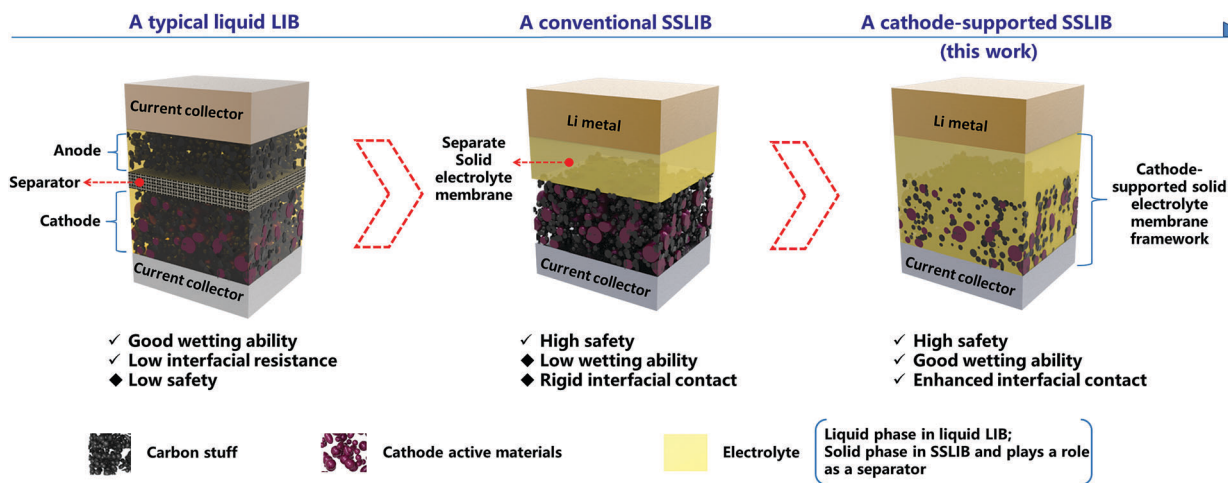 A typical liquid LIB
A conventional SSLIB
A cathode-supported SSLIB
(this work)
Current collector
Anode
Separator
Cathode
Current collector
Li metal
Separate
Solid
electrolyte
membrane
Current collector
Li metal
Cathode-
supported solid
electrolyte
membrane
framework
Current collector
✓ Good wetting ability
✓ Low interfacial resistance
◆ Low safety
✓ High safety
◆ Low wetting ability
◆ Rigid interfacial contact
✓ High safety
✓ Good wetting ability
✓ Enhanced interfacial contact
Carbon stuff
Cathode active materials
Electrolyte
Liquid phase in liquid LIB;
Solid phase in SSLIB and plays a role
as a separator